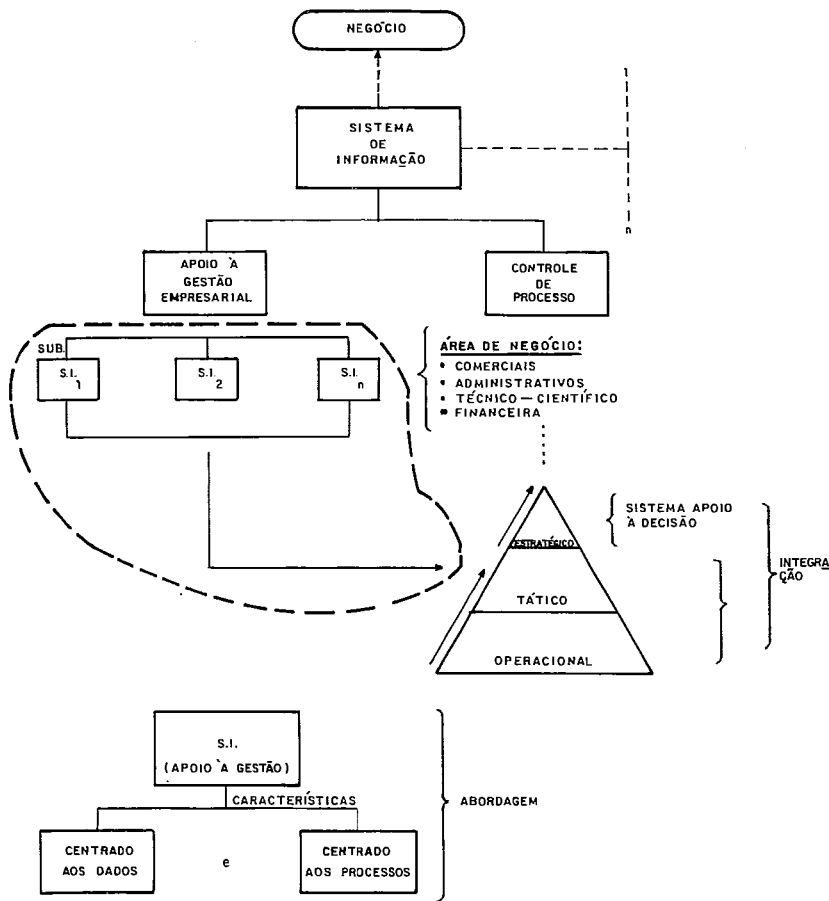 NEGÓCIO
SISTEMA
DE
INFORMAÇÃO
n
APOIO À
GESTÃO
EMPRESARIAL
CONTROLE
DE
PROCESSO
SUB.
S.I. 1
S.I. 2
S.I. n
ÁREA DE NEGÓCIO:
• COMERCIAIS
• ADMINISTRATIVOS
• TÉCNICO — CIENTÍFICO
• FINANCEIRA
SISTEMA APOIO
À DECISÃO
ESTRATÉGICO
TÁTICO
OPERACIONAL
INTEGRA
ÇÃO
S.I.
(APOIO À GESTÃO)
CARACTERÍSTICAS
CENTRADO
AOS DADOS
e
CENTRADO
AOS PROCESSOS
ABORDAGEM